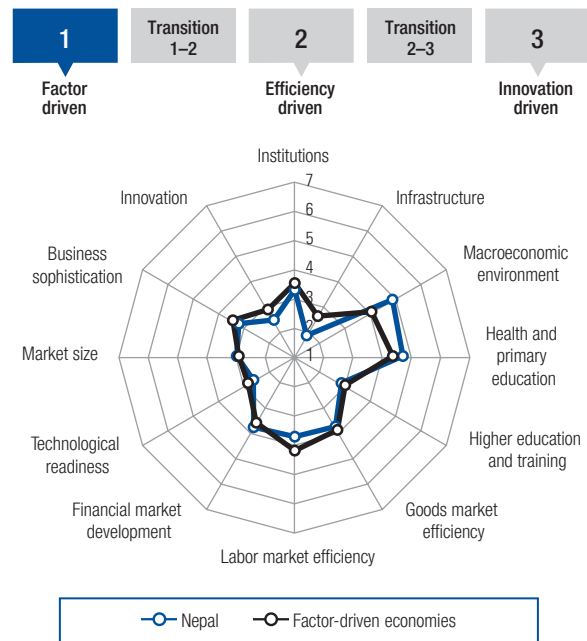 1
Transition
1–2
2
Transition
2–3
3
Factor
driven
Efficiency
driven
Innovation
driven
Institutions
Innovation
7
Infrastructure
6
Business
sophistication
5
Macroeconomic
environment
4
3
2
Market size
1
Health and
primary
education
Technological
readiness
Higher education
and training
Financial market
development
Goods market
efficiency
Labor market efficiency
Nepal
Factor-driven economies